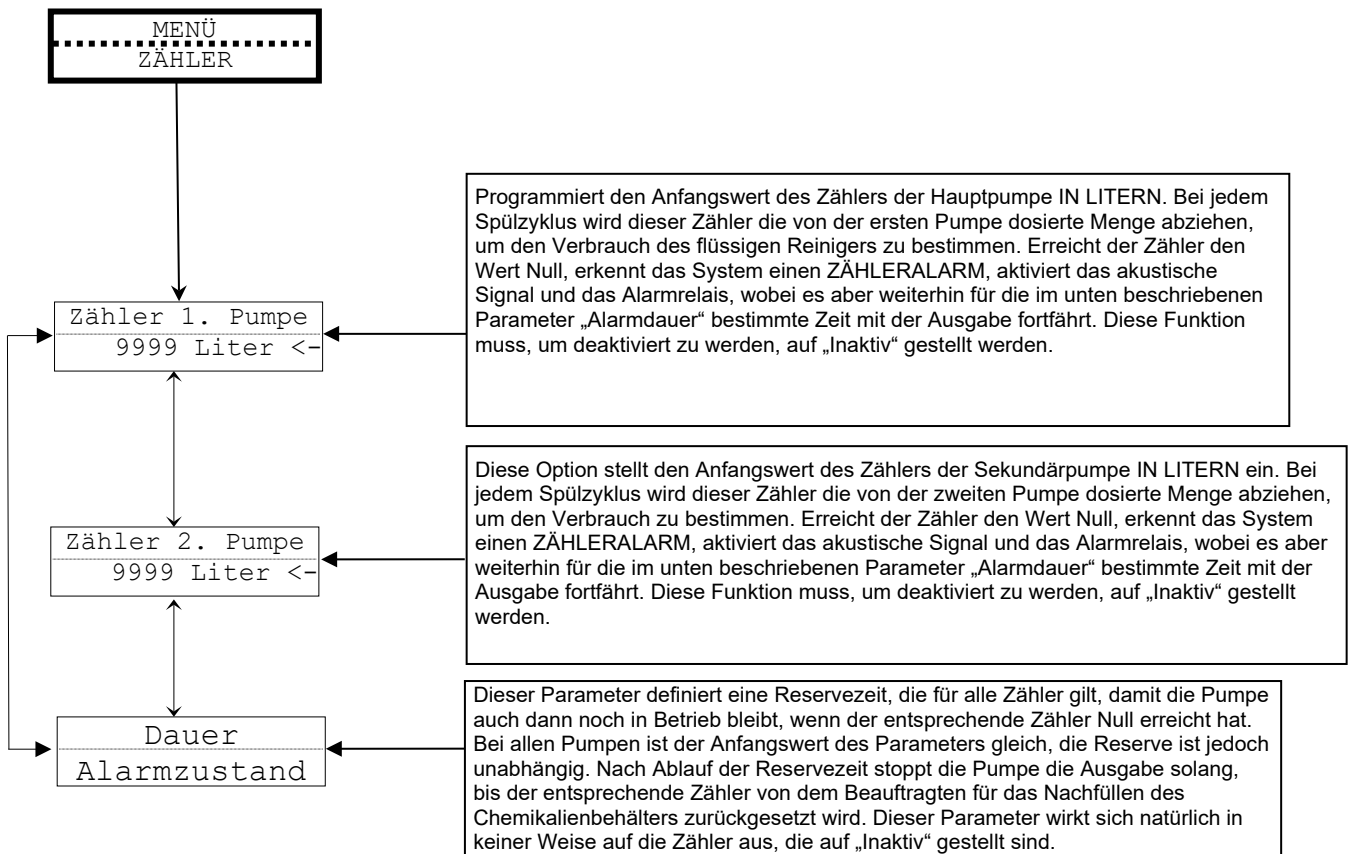 MENÜ
ZÄHLER
Programmiert den Anfangswert des Zählers der Hauptpumpe IN LITERN. Bei jedem
Spülzyklus wird dieser Zähler die von der ersten Pumpe dosierte Menge abziehen,
um den Verbrauch des flüssigen Reinigers zu bestimmen. Erreicht der Zähler den
Wert Null, erkennt das System einen ZÄHLERALARM, aktiviert das akustische
Signal und das Alarmrelais, wobei es aber weiterhin für die im unten beschriebenen
Parameter „Alarmdauer“ bestimmte Zeit mit der Ausgabe fortfährt. Diese Funktion
muss, um deaktiviert zu werden, auf „Inaktiv“ gestellt werden.
Zähler 1. Pumpe
9999 Liter <-
Diese Option stellt den Anfangswert des Zählers der Sekundärpumpe IN LITERN ein. Bei
jedem Spülzyklus wird dieser Zähler die von der zweiten Pumpe dosierte Menge abziehen,
um den Verbrauch zu bestimmen. Erreicht der Zähler den Wert Null, erkennt das System
einen ZÄHLERALARM, aktiviert das akustische Signal und das Alarmrelais, wobei es aber
weiterhin für die im unten beschriebenen Parameter „Alarmdauer“ bestimmte Zeit mit der
Ausgabe fortfährt. Diese Funktion muss, um deaktiviert zu werden, auf „Inaktiv“ gestellt
werden.
Zähler 2. Pumpe
9999 Liter <-
Dieser Parameter definiert eine Reservezeit, die für alle Zähler gilt, damit die Pumpe
auch dann noch in Betrieb bleibt, wenn der entsprechende Zähler Null erreicht hat.
Bei allen Pumpen ist der Anfangswert des Parameters gleich, die Reserve ist jedoch
unabhängig. Nach Ablauf der Reservezeit stoppt die Pumpe die Ausgabe solang,
bis der entsprechende Zähler von dem Beauftragten für das Nachfüllen des
Chemikalienbehälters zurückgesetzt wird. Dieser Parameter wirkt sich natürlich in
keiner Weise auf die Zähler aus, die auf „Inaktiv“ gestellt sind.
Dauer
Alarmzustand